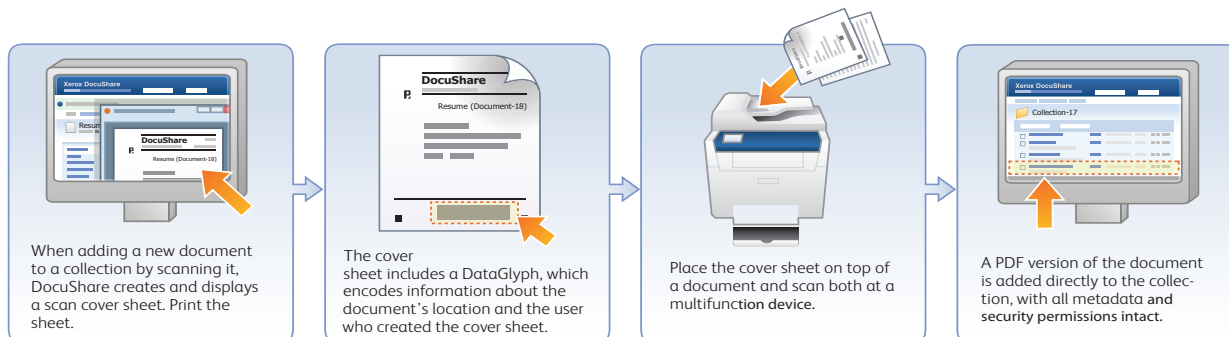 Xerox DocuShare
Resum
DocuShare
Resume (Document-18)
When adding a new document
to a collection by scanning it,
DocuShare creates and displays
a scan cover sheet. Print the
sheet.
DocuShare
Resume (Document-18)
The cover
sheet includes a DataGlyph, which
encodes information about the
document’s location and the user
who created the cover sheet.
Place the cover sheet on top of
a document and scan both at a
multifunction device.
Xerox DocuShare
Collection-17
A PDF version of the document
is added directly to the collec-
tion, with all metadata and
security permissions intact.